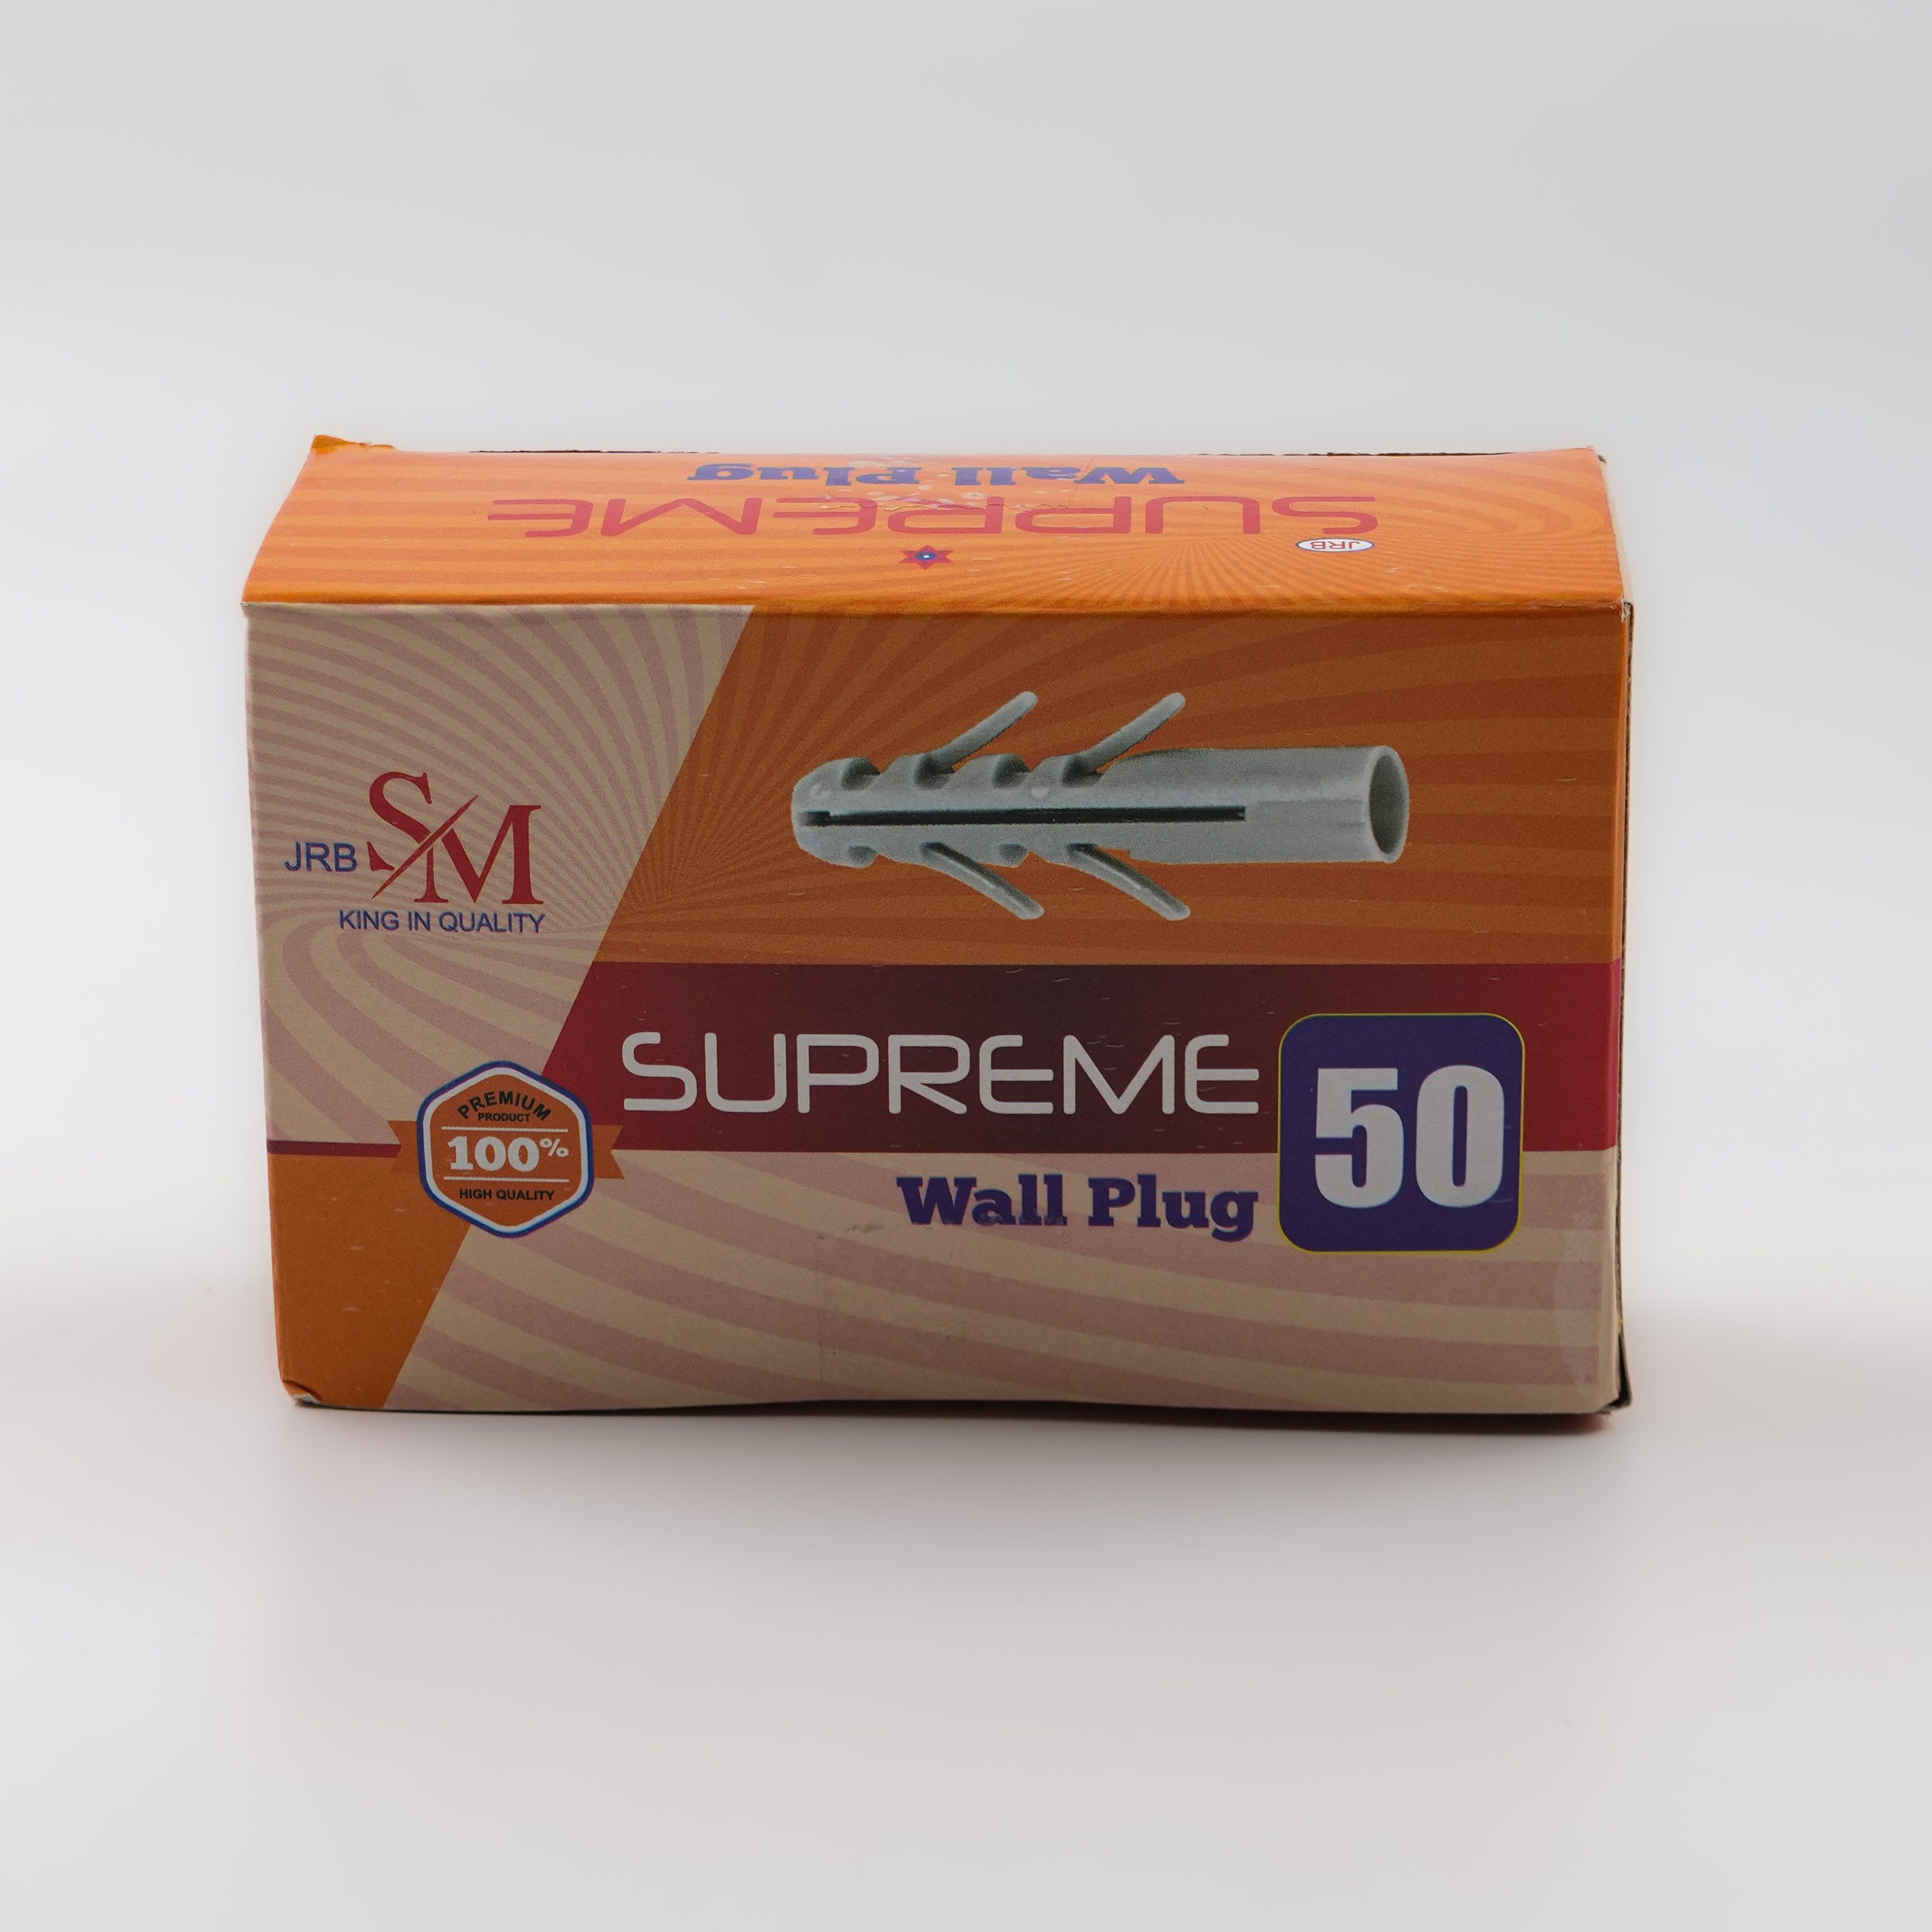 Wall Plug
SUPREME
JRB
JRB SM
KING IN QUALITY
SUPREME
50
Wall Plug
PREMIUM
PRODUCT
100%
HIGH QUALITY